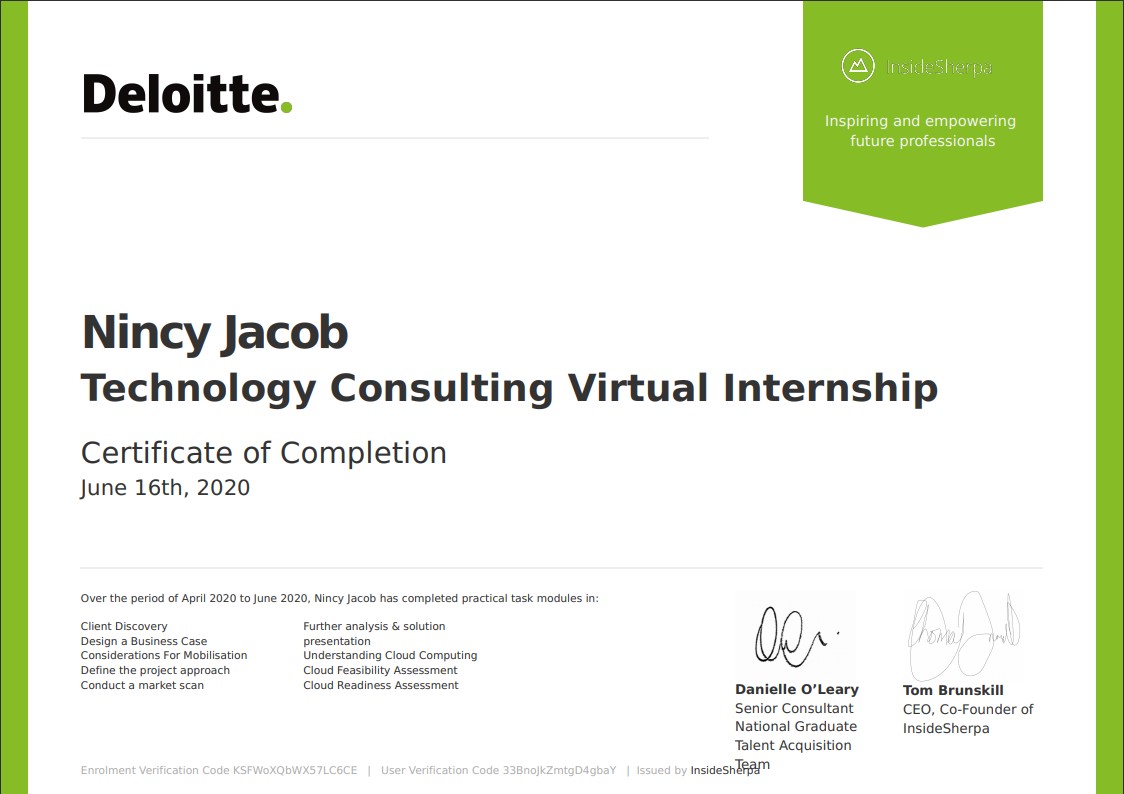 Deloitte.
InsideSherpa
Inspiring and empowering
future professionals
Nincy Jacob
Technology Consulting Virtual Internship
Certificate of Completion
June 16th, 2020
Over the period of April 2020 to June 2020, Nincy Jacob has completed practical task modules in:
Client Discovery
Design a Business Case
Considerations For Mobilisation
Define the project approach
Conduct a market scan
Further analysis & solution
presentation
Understanding Cloud Computing
Cloud Feasibility Assessment
Cloud Readiness Assessment
Danielle O’Leary
Senior Consultant
National Graduate
Talent Acquisition
Team
Tom Brunskill
CEO, Co-Founder of
InsideSherpa
Enrolment Verification Code KSFWoXQbWX57LC6CE | User Verification Code 33BnoJkZmtgD4gbaY | Issued by InsideSherpa